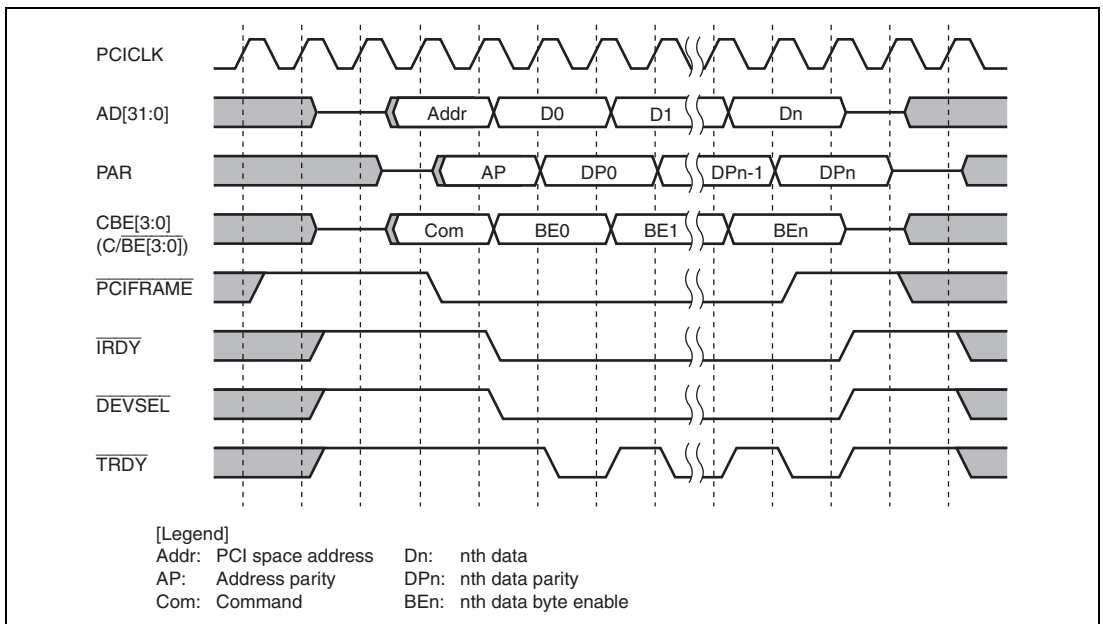 PCICLK
AD[31:0] Addr D0 D1 Dn
PAR AP DP0 DPn-1 DPn
CBE[3:0]
(C/BE[3:0]) Com BE0 BE1 BEn
PCIFRAME
IRDY
DEVSEL
TRDY
[Legend]
Addr: PCI space address Dn: nth data
AP: Address parity DPn: nth data parity
Com: Command BEn: nth data byte enable